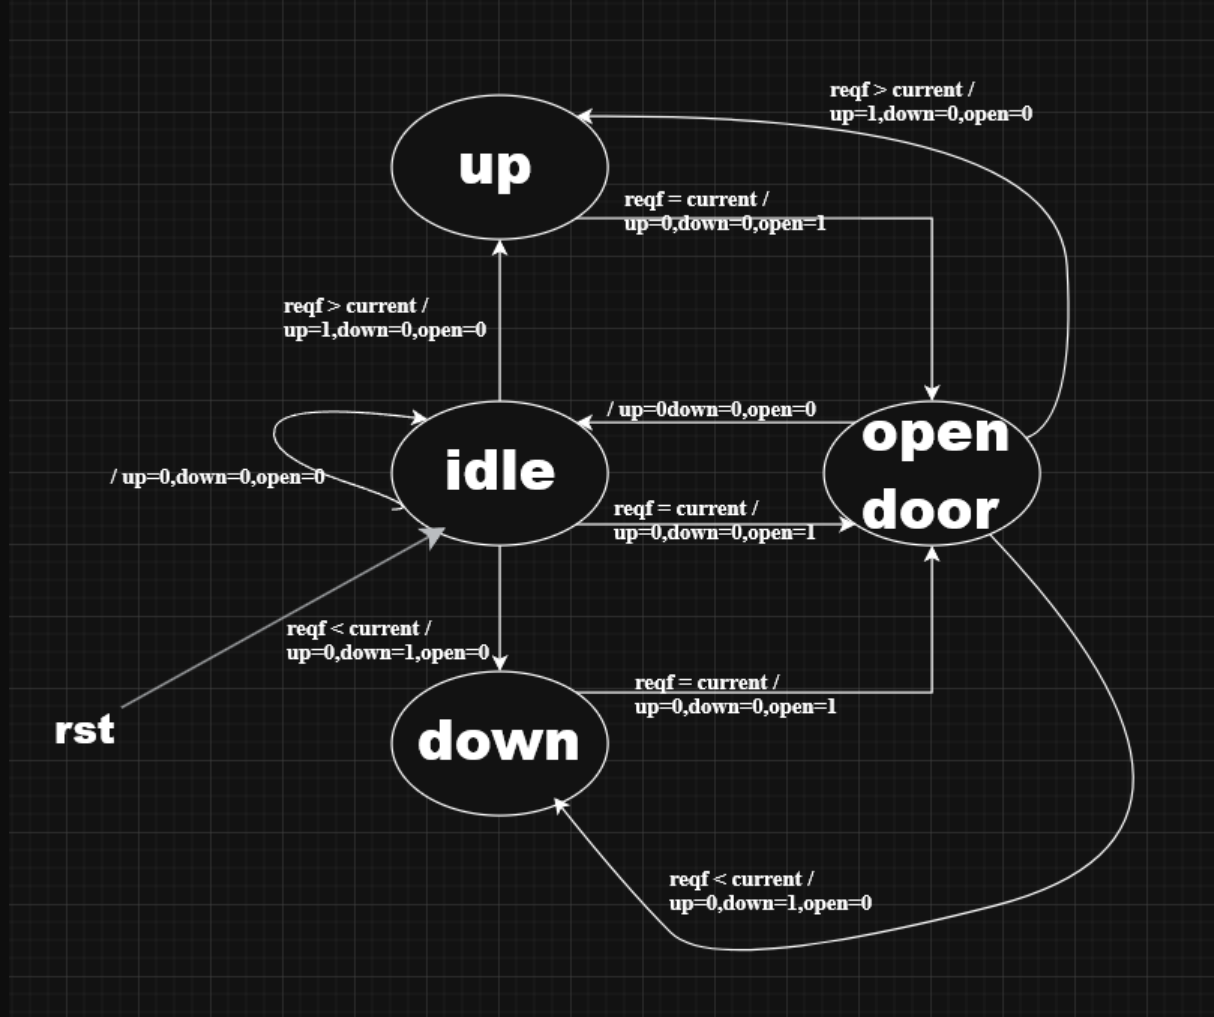 reqf > current /
up=1,down=0,open=0
up
reqf = current /
up=0,down=0,open=1
reqf > current /
up=1,down=0,open=0
/ up=0down=0,open=0
open
door
idle
/ up=0,down=0,open=0
reqf = current /
up=0,down=0,open=1
reqf < current /
up=0,down=1,open=0
reqf = current /
up=0,down=0,open=1
rst
down
reqf < current /
up=0,down=1,open=0